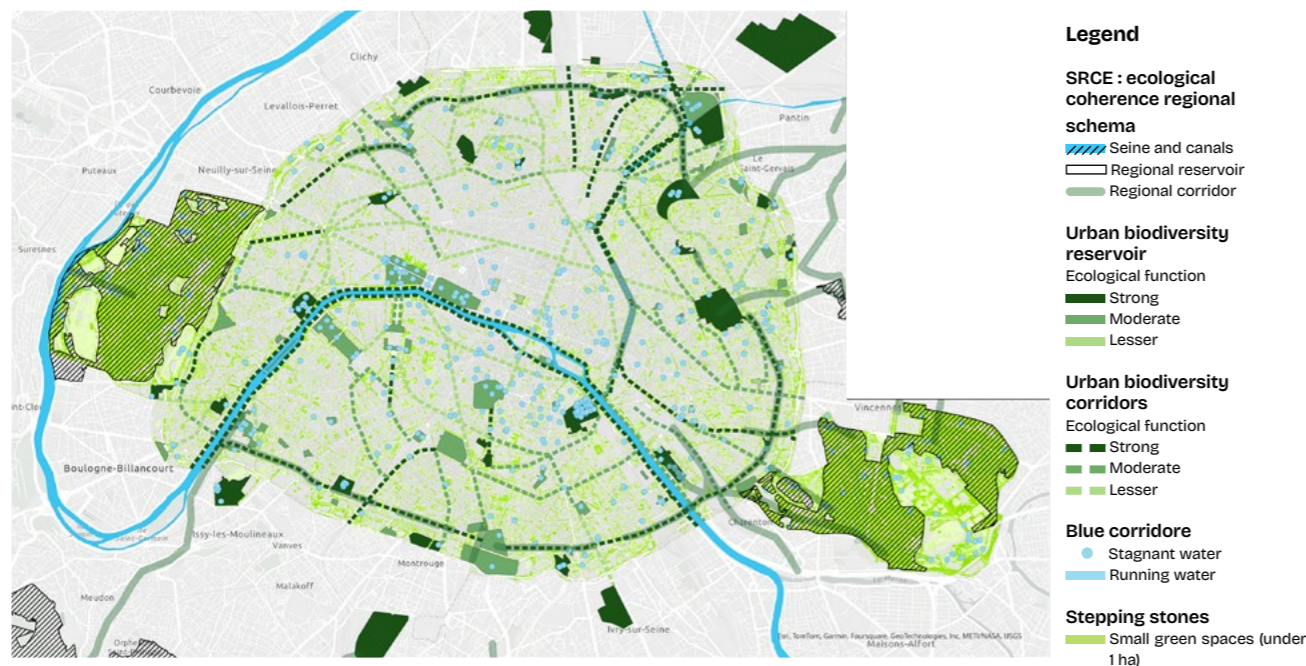 Clichy
Courbevoie
Levallois-Perret
Pantin
Puteaux
Neuilly-sur-Seine
Le
Saint-Gervais
Suresnes
Vincennes
Boulogne-Billancourt
Charenton
Issy-les-Moulineaux
Vanves
Montrouge
Malakoff
Meudon
Ivry-sur-Seine
Esri, TomTom, Garmin, Foursquare, GeoTechnologies, Inc, METI/NASA, USGS
Maisons-Alfort
Legend
SRCE : ecological
coherence regional
schema
Seine and canals
Regional reservoir
Regional corridor
Urban biodiversity
reservoir
Ecological function
Strong
Moderate
Lesser
Urban biodiversity
corridors
Ecological function
Strong
Moderate
Lesser
Blue corridore
Stagnant water
Running water
Stepping stones
Small green spaces (under
1 ha)